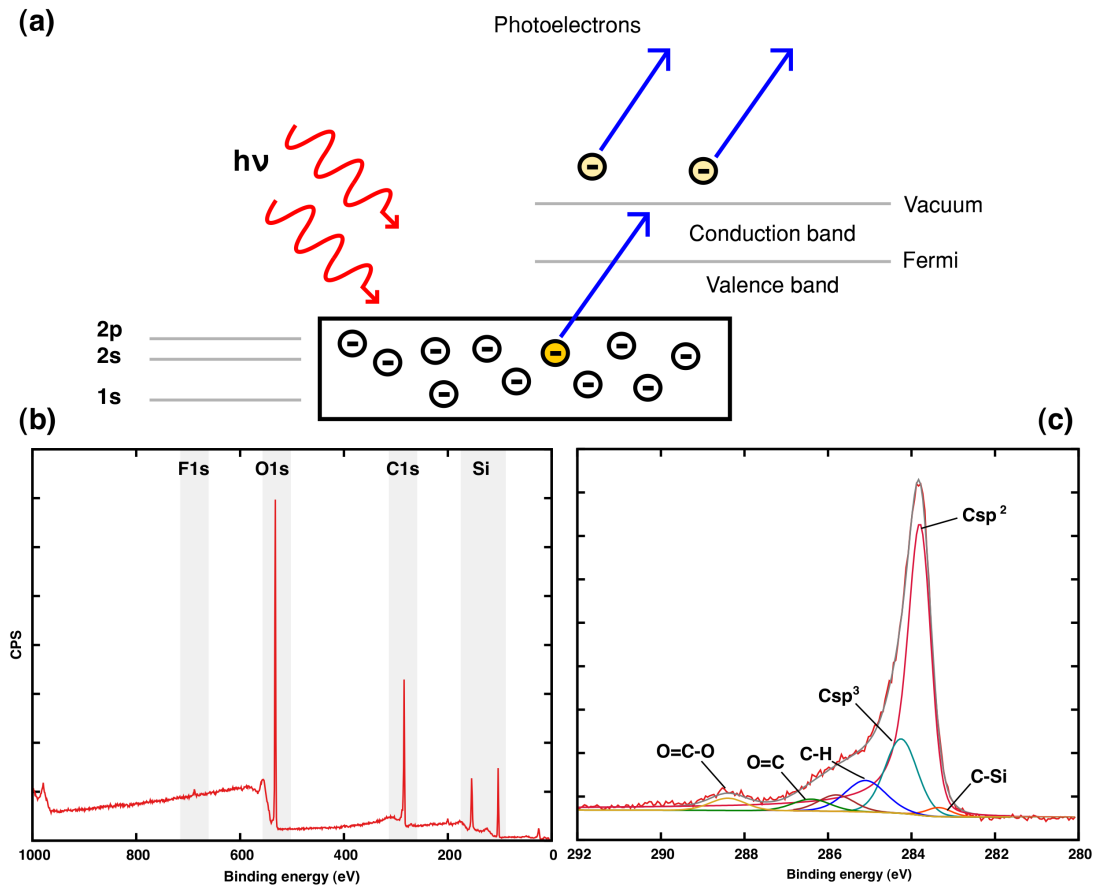 (a)
Photoelectrons
hν
Vacuum
Conduction band
Fermi
Valence band
2p
2s
1s
(b)
F1s
O1s
C1s
Si
CPS
1000
800
600
400
200
0
Binding energy (eV)
(c)
Csp²
Csp³
C-H
O=C
O=C-O
C-Si
292
290
288
286
284
282
280
Binding energy (eV)